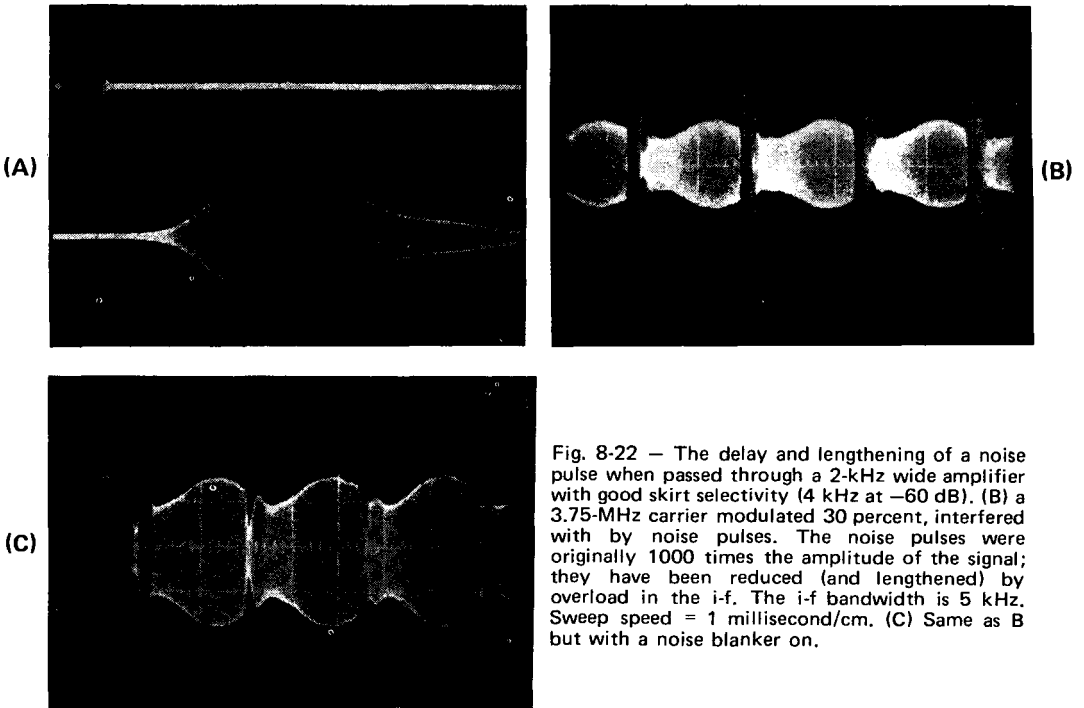 (A)
(B)
(C)
Fig. 8-22 — The delay and lengthening of a noise
pulse when passed through a 2-kHz wide amplifier
with good skirt selectivity (4 kHz at −60 dB). (B) a
3.75-MHz carrier modulated 30 percent, interfered
with by noise pulses. The noise pulses were
originally 1000 times the amplitude of the signal;
they have been reduced (and lengthened) by
overload in the i-f. The i-f bandwidth is 5 kHz.
Sweep speed = 1 millisecond/cm. (C) Same as B
but with a noise blanker on.